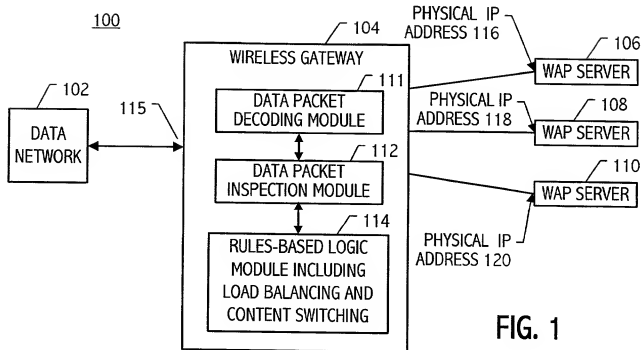 100
102
DATA
NETWORK
115
104
WIRELESS GATEWAY
111
DATA PACKET
DECODING MODULE
112
DATA PACKET
INSPECTION MODULE
114
RULES-BASED LOGIC
MODULE INCLUDING
LOAD BALANCING AND
CONTENT SWITCHING
PHYSICAL IP
ADDRESS 116
106
WAP SERVER
PHYSICAL IP
ADDRESS 118
108
WAP SERVER
110
WAP SERVER
PHYSICAL IP
ADDRESS 120
FIG. 1